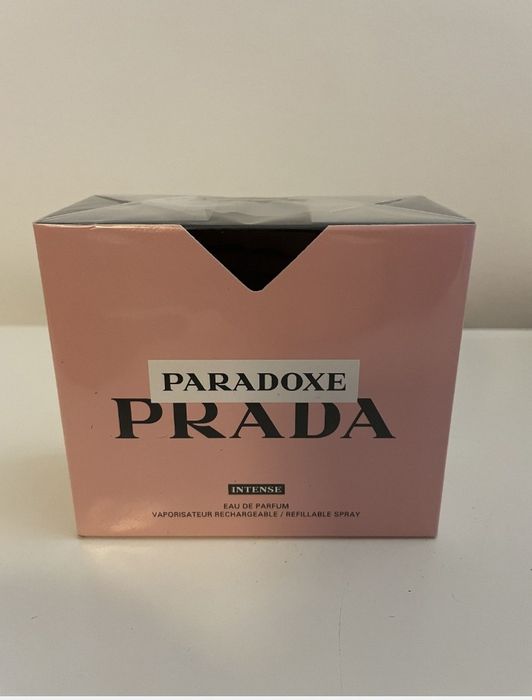 PARADOXE
PRADA
INTENSE
EAU DE PARFUM
VAPORISATEUR RECHARGEABLE / REFILLABLE SPRAY